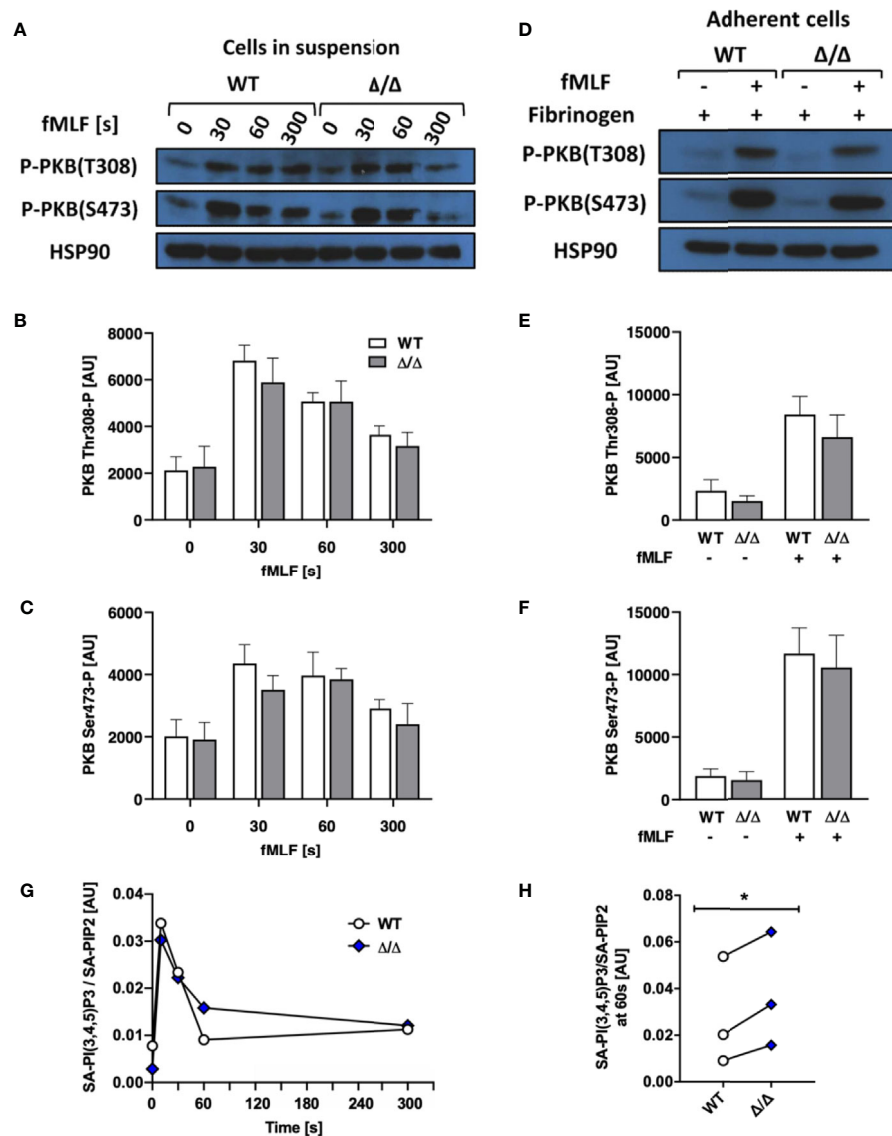 A
Cells in suspension
WT Δ/Δ
fMLF [s] 0 30 60 300 0 30 60 300
P-PKB(T308)
P-PKB(S473)
HSP90
D
Adherent cells
WT Δ/Δ
fMLF - + - +
Fibrinogen + + + +
P-PKB(T308)
P-PKB(S473)
HSP90
B
PKB Thr308-P [AU]
8000
6000
4000
2000
0
WT
Δ/Δ
0 30 60 300
fMLF [s]
E
PKB Thr308-P [AU]
15000
10000
5000
0
WT Δ/Δ WT Δ/Δ
fMLF - - + +
C
PKB Ser473-P [AU]
6000
4000
2000
0
0 30 60 300
fMLF [s]
F
PKB Ser473-P [AU]
15000
10000
5000
0
WT Δ/Δ WT Δ/Δ
fMLF - - + +
G
SA-PI(3,4,5)P3 / SA-PIP2 [AU]
0.04
0.03
0.02
0.01
0.00
WT
Δ/Δ
0 60 120 180 240 300
Time [s]
H
SA-PI(3,4,5)P3/SA-PIP2
at 60s [AU]
0.08
0.06
0.04
0.02
0.00
*
WT Δ/Δ